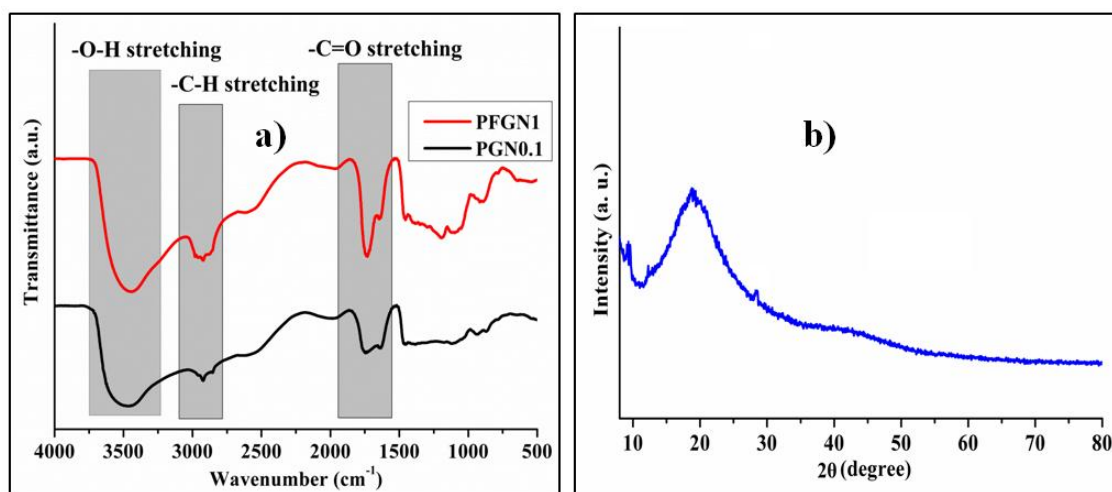 -O-H stretching
-C-H stretching
-C=O stretching
a)
PFGN1
PGN0.1
Transmittance (a.u.)
4000 3500 3000 2500 2000 1500 1000 500
Wavenumber (cm-1)
b)
Intensity (a. u.)
10 20 30 40 50 60 70 80
2θ (degree)